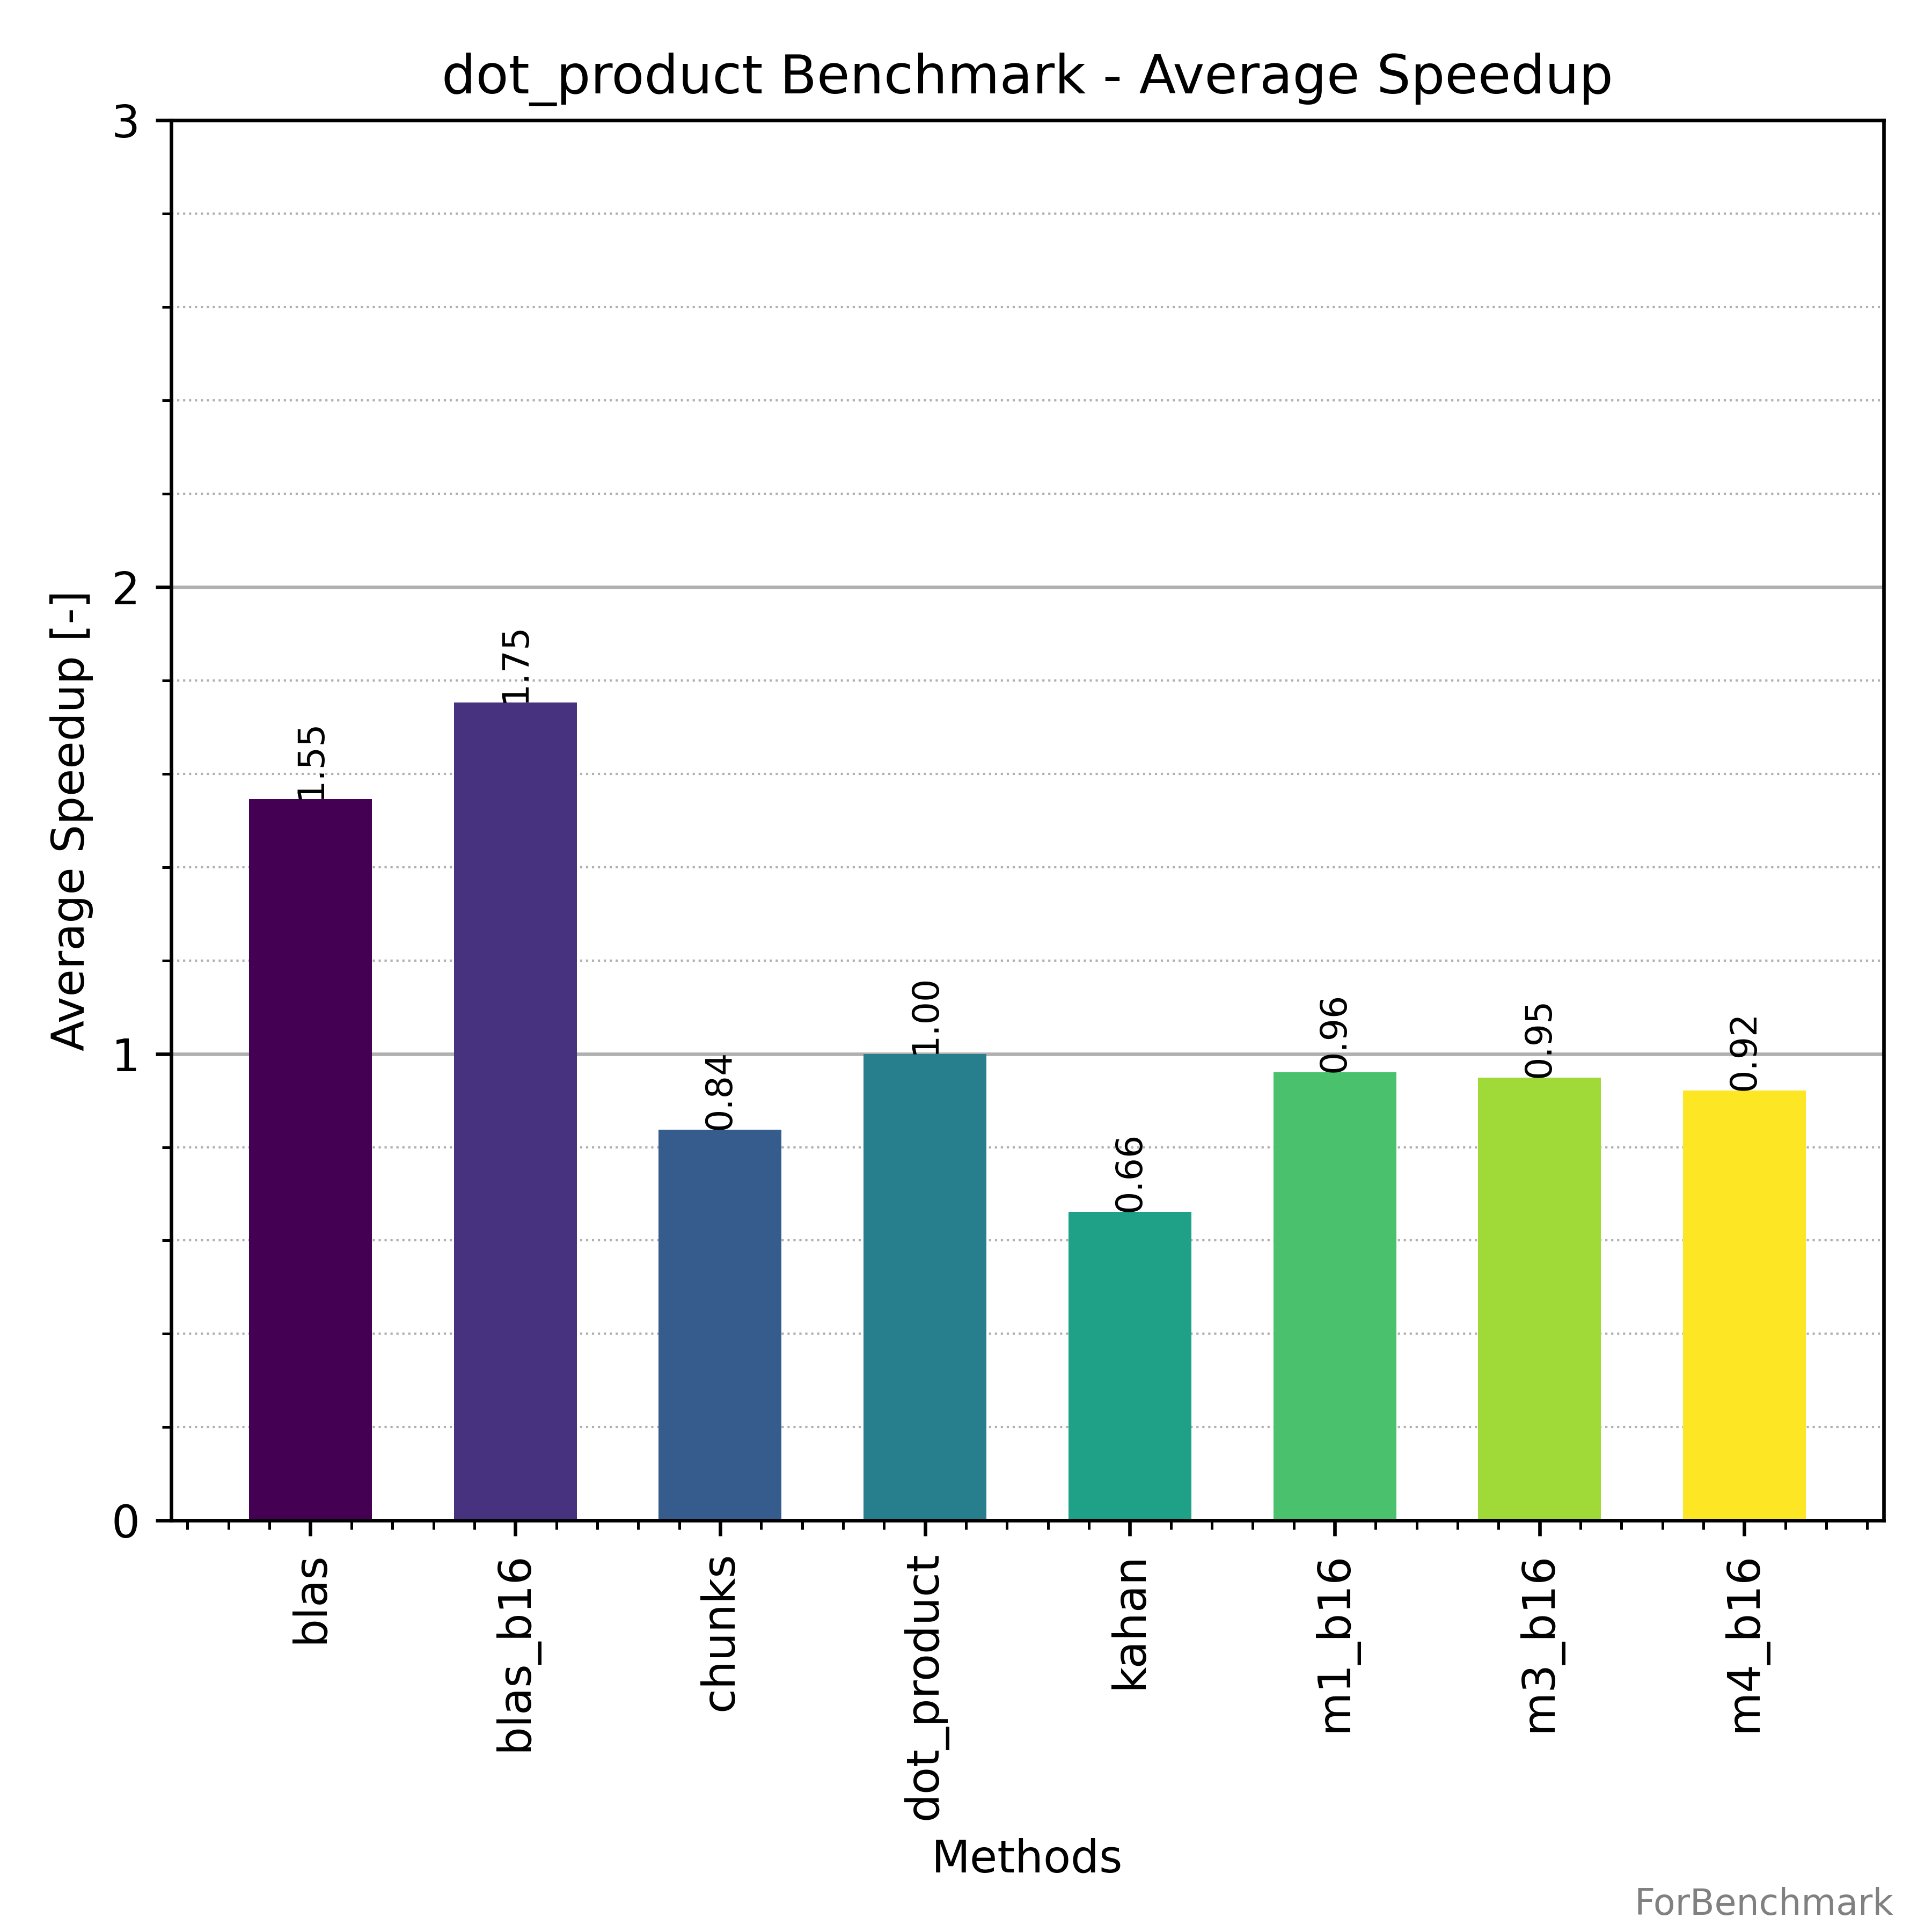 dot_product Benchmark - Average Speedup
Average Speedup [-]
3
2
1
0
1.55
1.75
0.84
1.00
0.66
0.96
0.95
0.92
blas
blas_b16
chunks
dot_product
kahan
m1_b16
m3_b16
m4_b16
Methods
ForBenchmark